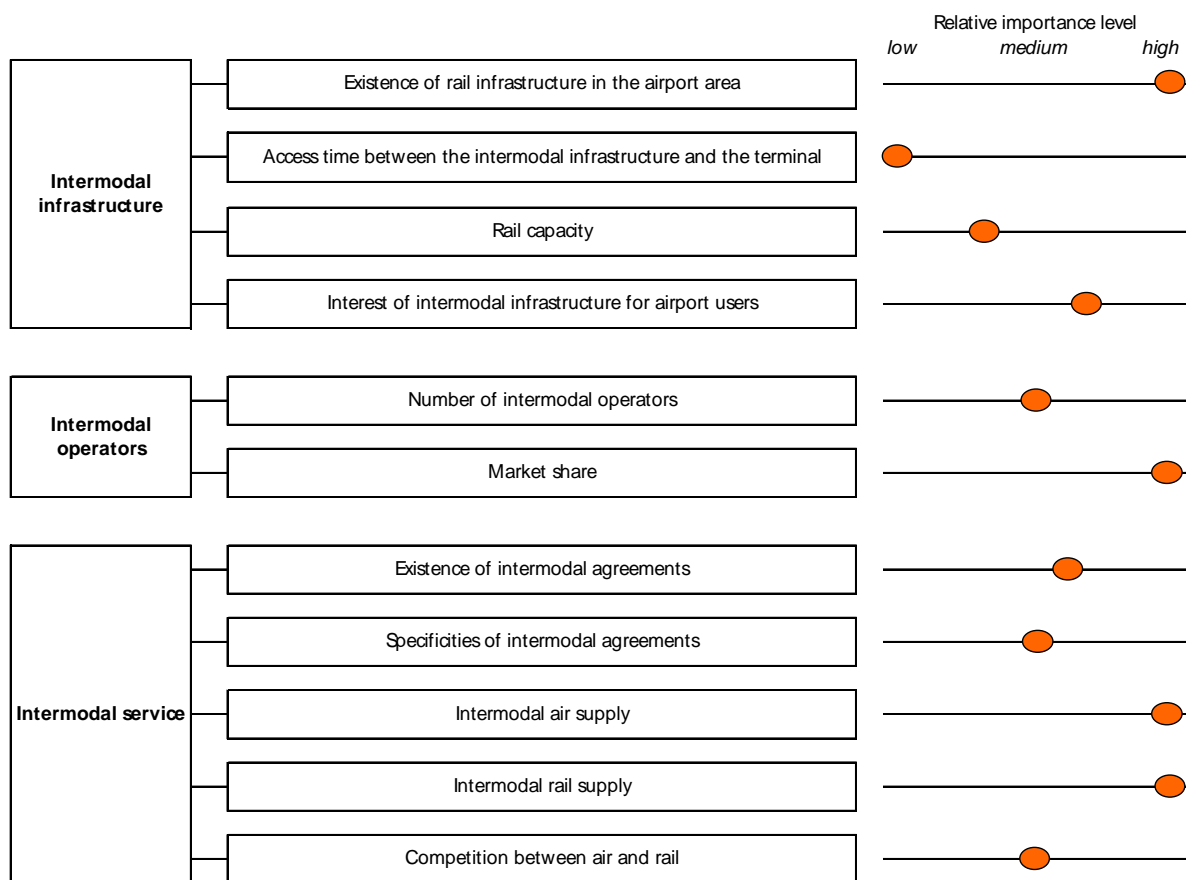 Relative importance level
low medium high
Existence of rail infrastructure in the airport area
Access time between the intermodal infrastructure and the terminal
Intermodal
infrastructure
Rail capacity
Interest of intermodal infrastructure for airport users
Number of intermodal operators
Intermodal
operators
Market share
Existence of intermodal agreements
Specificities of intermodal agreements
Intermodal service
Intermodal air supply
Intermodal rail supply
Competition between air and rail